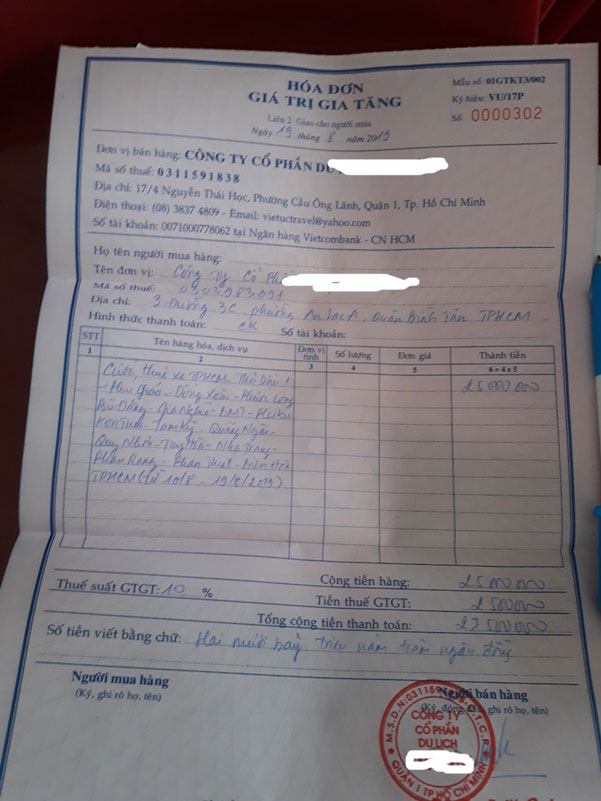 HÓA ĐƠN
GIÁ TRỊ GIA TĂNG
Liên 2: Giao cho người mua
Ngày 19 tháng 8 năm 2019
Mẫu số: 01GTKT3/002
Ký hiệu: VU/17P
Số: 0000302
Đơn vị bán hàng: CÔNG TY CỔ PHẦN DU
Mã số thuế: 0311591838
Địa chỉ: 17/4 Nguyễn Thái Học, Phường Cầu Ông Lãnh, Quận 1, Tp. Hồ Chí Minh
Điện thoại: (08) 3837 4809 - Email: vietuctravel@yahoo.com
Số tài khoản: 0071000778062 tại Ngân hàng Vietcombank - CN HCM
Họ tên người mua hàng:
Tên đơn vị: Công Ty Cổ
Mã số thuế: 0303983091
Địa chỉ: 3 Đường 3C, phường An Lạc A, Quận Bình Tân TPHCM
Hình thức thanh toán: CK Số tài khoản:
STT Tên hàng hóa, dịch vụ Đơn vị tính Số lượng Đơn giá Thành tiền
1 2 3 4 5 6 = 4 x 5
Cước thuê xe TPHCM Thủ Dầu 1 25 000 000
- Phú Giáo - Đồng Xoài - Phước Long
Bù Đăng - Gia Nghĩa - BMT - Pleiku
KonTum - Tam Kỳ - Quảng Ngãi -
Quy Nhơn - Tuy Hòa - Nha Trang -
Phan Rang - Phan Thiết - Biên Hòa
TPHCM (từ 10/8 - 19/8/2019)
Cộng tiền hàng: 25 000 000
Thuế suất GTGT: 10 % Tiền thuế GTGT: 2 500 000
Tổng cộng tiền thanh toán: 27 500 000
Số tiền viết bằng chữ: Hai mươi bảy triệu năm trăm ngàn đồng
Người mua hàng
(Ký, ghi rõ họ, tên)
Người bán hàng
(Ký, đóng dấu, ghi rõ họ, tên)
CÔNG TY
CỔ PHẦN
DU LỊCH
QUẬN 1 TP HỒ CHÍ MINH